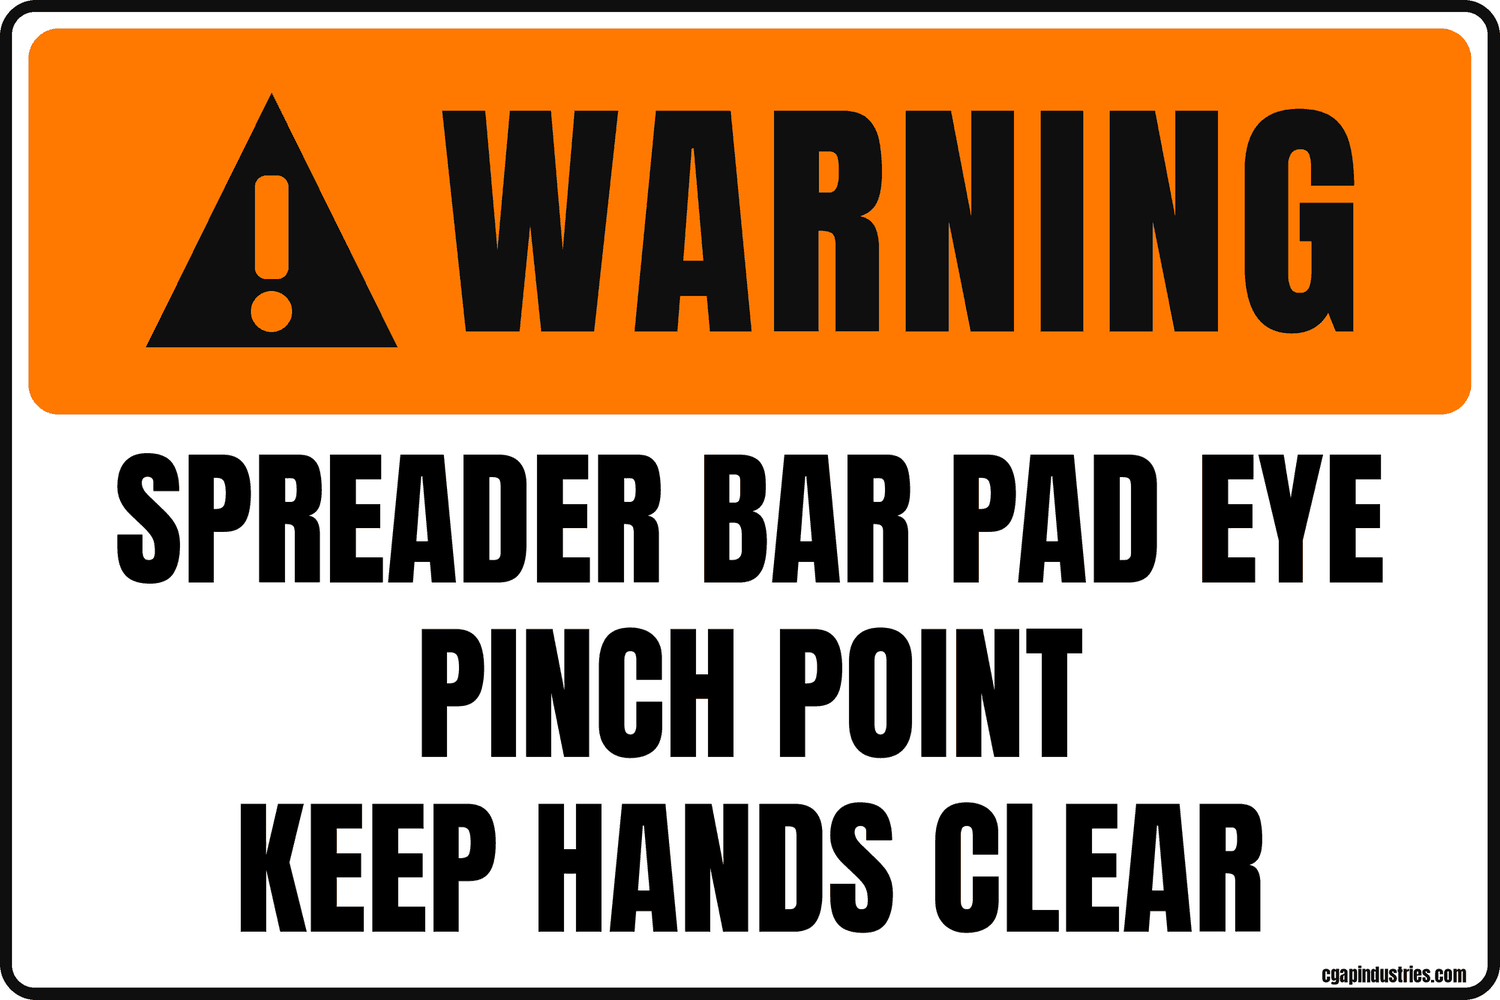 WARNING
SPREADER BAR PAD EYE
PINCH POINT
KEEP HANDS CLEAR
cgapindustries.com